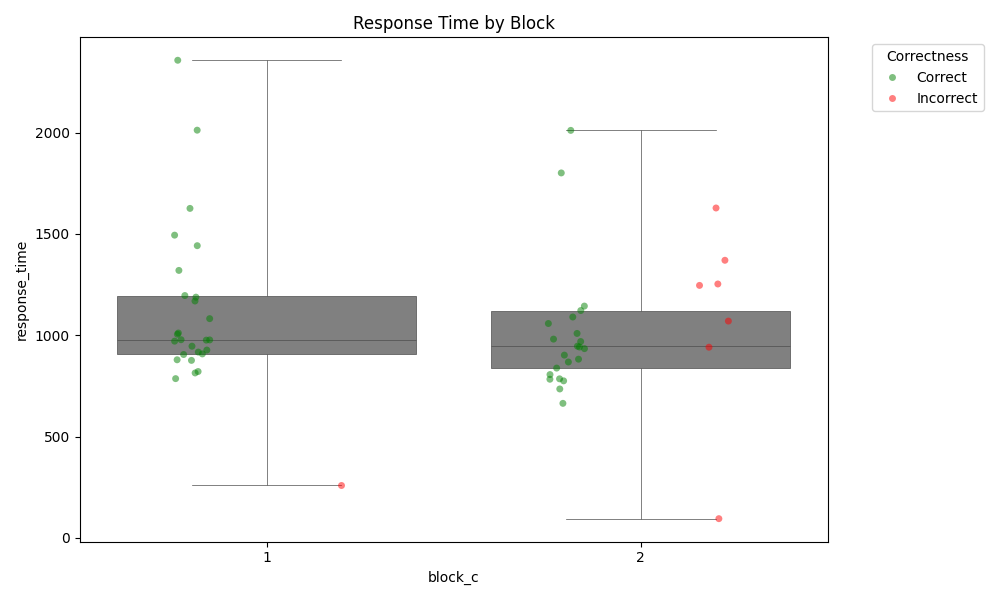 Response Time by Block
Correctness
Correct
Incorrect
response_time
2000
1500
1000
500
0
1
2
block_c